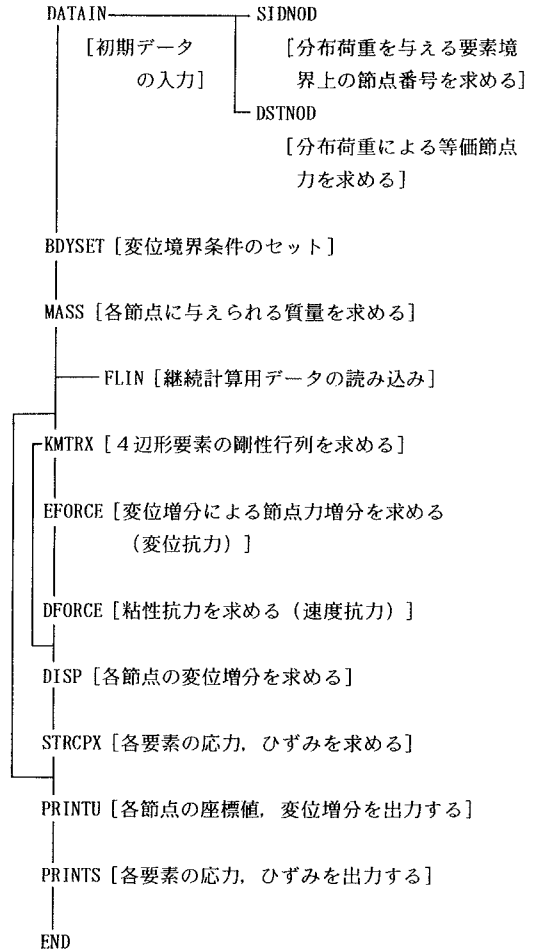 DATAIN SIDNOD
[初期データ [分布荷重を与える要素境
の入力] 界上の節点番号を求める]
DSTNOD
[分布荷重による等価節点
力を求める]
BDYSET [変位境界条件のセット]
MASS [各節点に与えられる質量を求める]
FLIN [継続計算用データの読み込み]
KMTRX [４辺形要素の剛性行列を求める]
EFORCE [変位増分による節点力増分を求める
(変位抗力)]
DFORCE [粘性抗力を求める(速度抗力)]
DISP [各節点の変位増分を求める]
STRCPX [各要素の応力,ひずみを求める]
PRINTU [各節点の座標値,変位増分を出力する]
PRINTS [各要素の応力,ひずみを出力する]
END